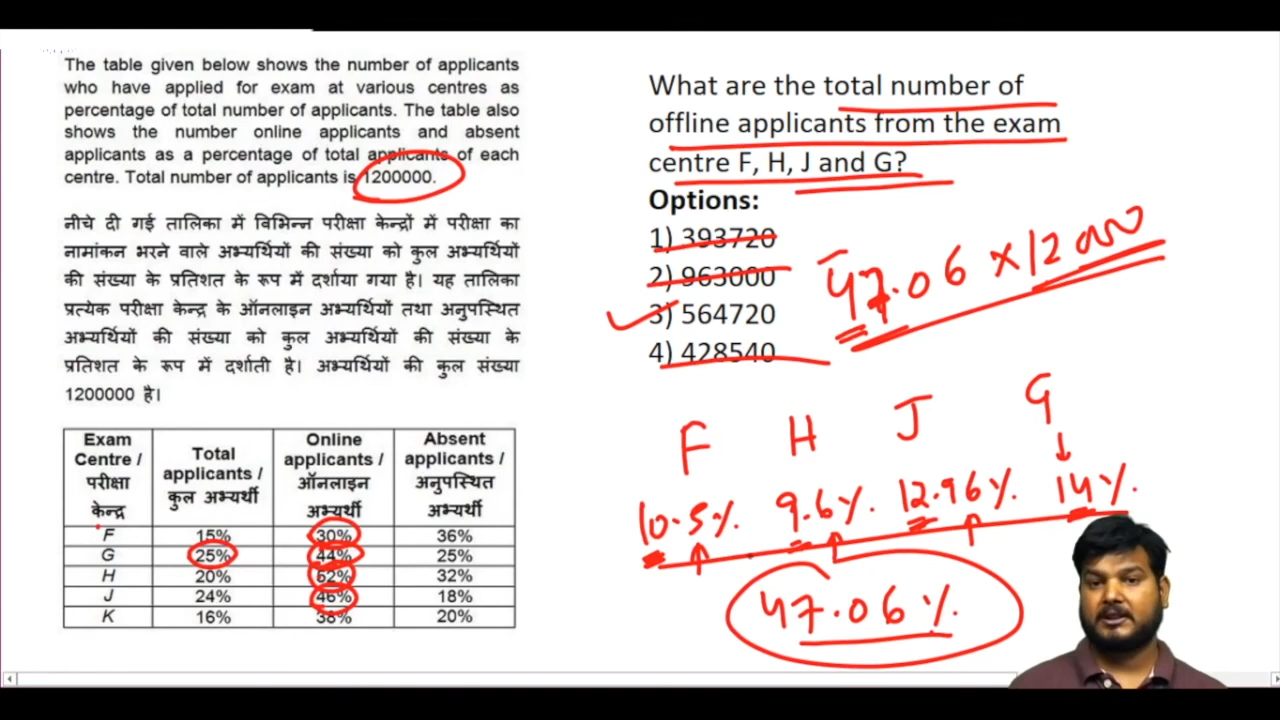 The table given below shows the number of applicants
who have applied for exam at various centres as
percentage of total number of applicants. The table also
shows the number online applicants and absent
applicants as a percentage of total applicants of each
centre. Total number of applicants is 1200000.
नीचे दी गई तालिका में विभिन्न परीक्षा केन्द्रों में परीक्षा का
नामांकन भरने वाले अभ्यर्थियों की संख्या को कुल अभ्यर्थियों
की संख्या के प्रतिशत के रूप में दर्शाया गया है। यह तालिका
प्रत्येक परीक्षा केन्द्र के ऑनलाइन अभ्यर्थियों तथा अनुपस्थित
अभ्यर्थियों की संख्या को कुल अभ्यर्थियों की संख्या के
प्रतिशत के रूप में दर्शाती है। अभ्यर्थियों की कुल संख्या
1200000 है।
Exam Centre / परीक्षा केन्द्र Total applicants / कुल अभ्यर्थी Online applicants / ऑनलाइन अभ्यर्थी Absent applicants / अनुपस्थित अभ्यर्थी
F 15% 30% 36%
G 25% 44% 25%
H 20% 52% 32%
J 24% 46% 18%
K 16% 38% 20%
What are the total number of
offline applicants from the exam
centre F, H, J and G?
Options:
1) 393720
2) 963000
3) 564720
4) 428540
47.06 × 12000
F H J G
10.5% 9.6% 12.96% 14%
47.06%